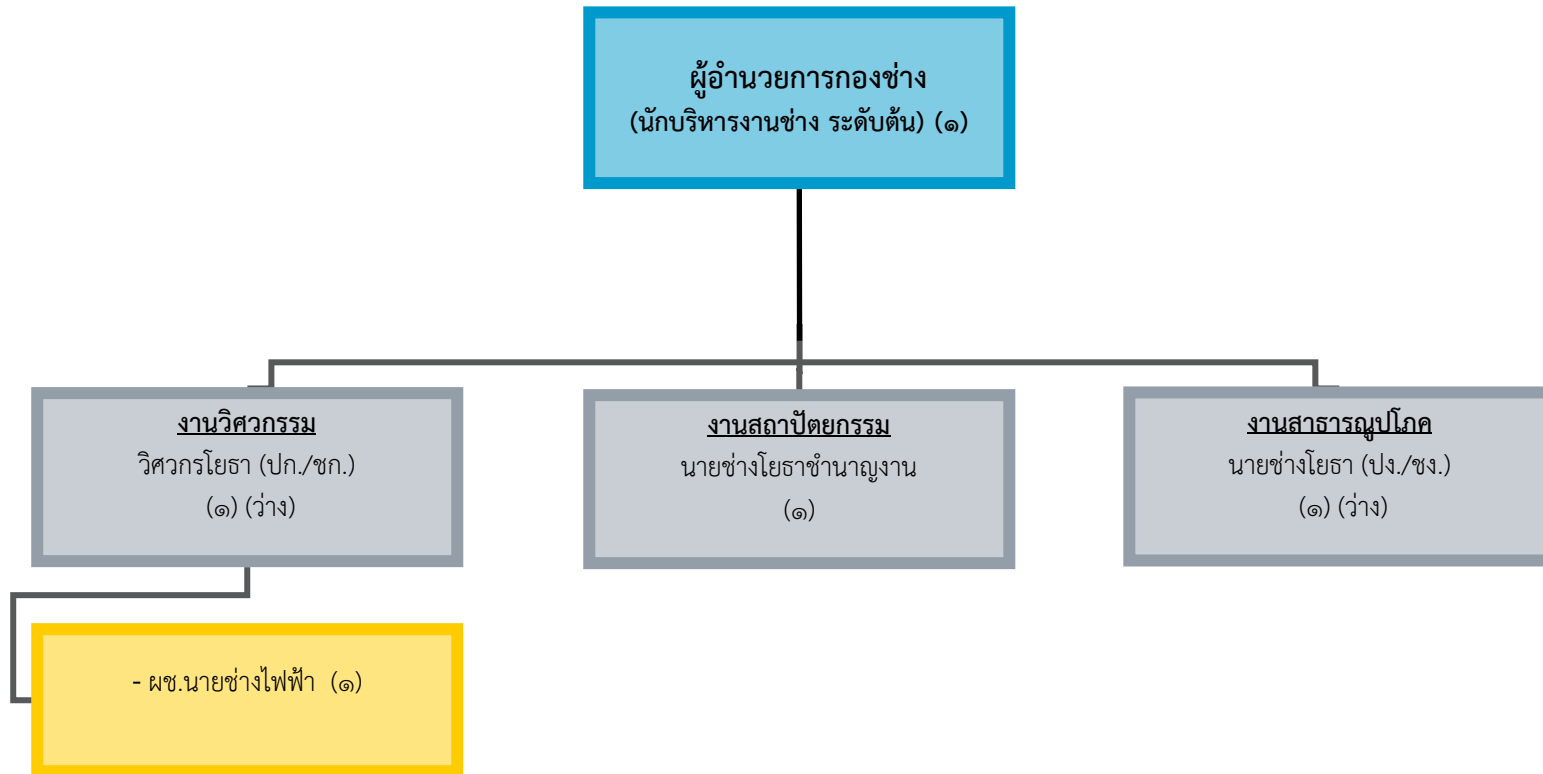 ผู้อำนวยการกองช่าง
(นักบริหารงานช่าง ระดับต้น) (๑)
งานวิศวกรรม
วิศวกรโยธา (ปก./ชก.)
(๑) (ว่าง)
งานสถาปัตยกรรม
นายช่างโยธาชำนาญงาน
(๑)
งานสาธารณูปโภค
นายช่างโยธา (ปง./ชง.)
(๑) (ว่าง)
- ผช.นายช่างไฟฟ้า (๑)